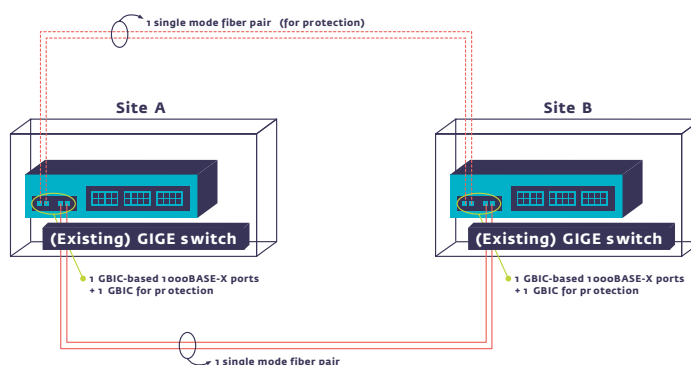 1 single mode fiber pair (for protection)
Site A
Site B
(Existing) GIGE switch
(Existing) GIGE switch
1 GBIC-based 1000BASE-X ports
+ 1 GBIC for protection
1 GBIC-based 1000BASE-X ports
+ 1 GBIC for protection
1 single mode fiber pair